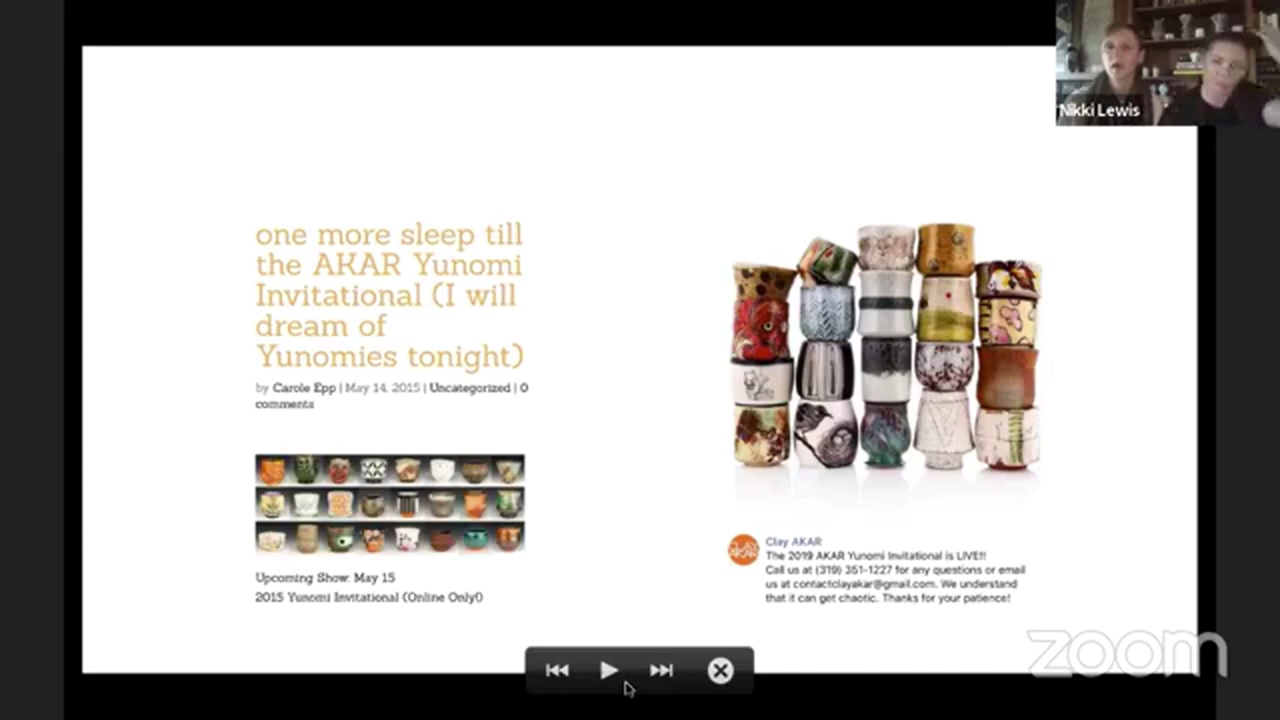 Nikki Lewis
one more sleep till
the AKAR Yunomi
Invitational (I will
dream of
Yunomies tonight)
by Carole Epp | May 14, 2015 | Uncategorized | 0
comments
Upcoming Show: May 15
2015 Yunomi Invitational (Online Only!)
CLAY
AKAR
Clay AKAR
The 2019 AKAR Yunomi Invitational is LIVE!!
Call us at (319) 351-1227 for any questions or email
us at contactclayakar@gmail.com. We understand
that it can get chaotic. Thanks for your patience!
zoom